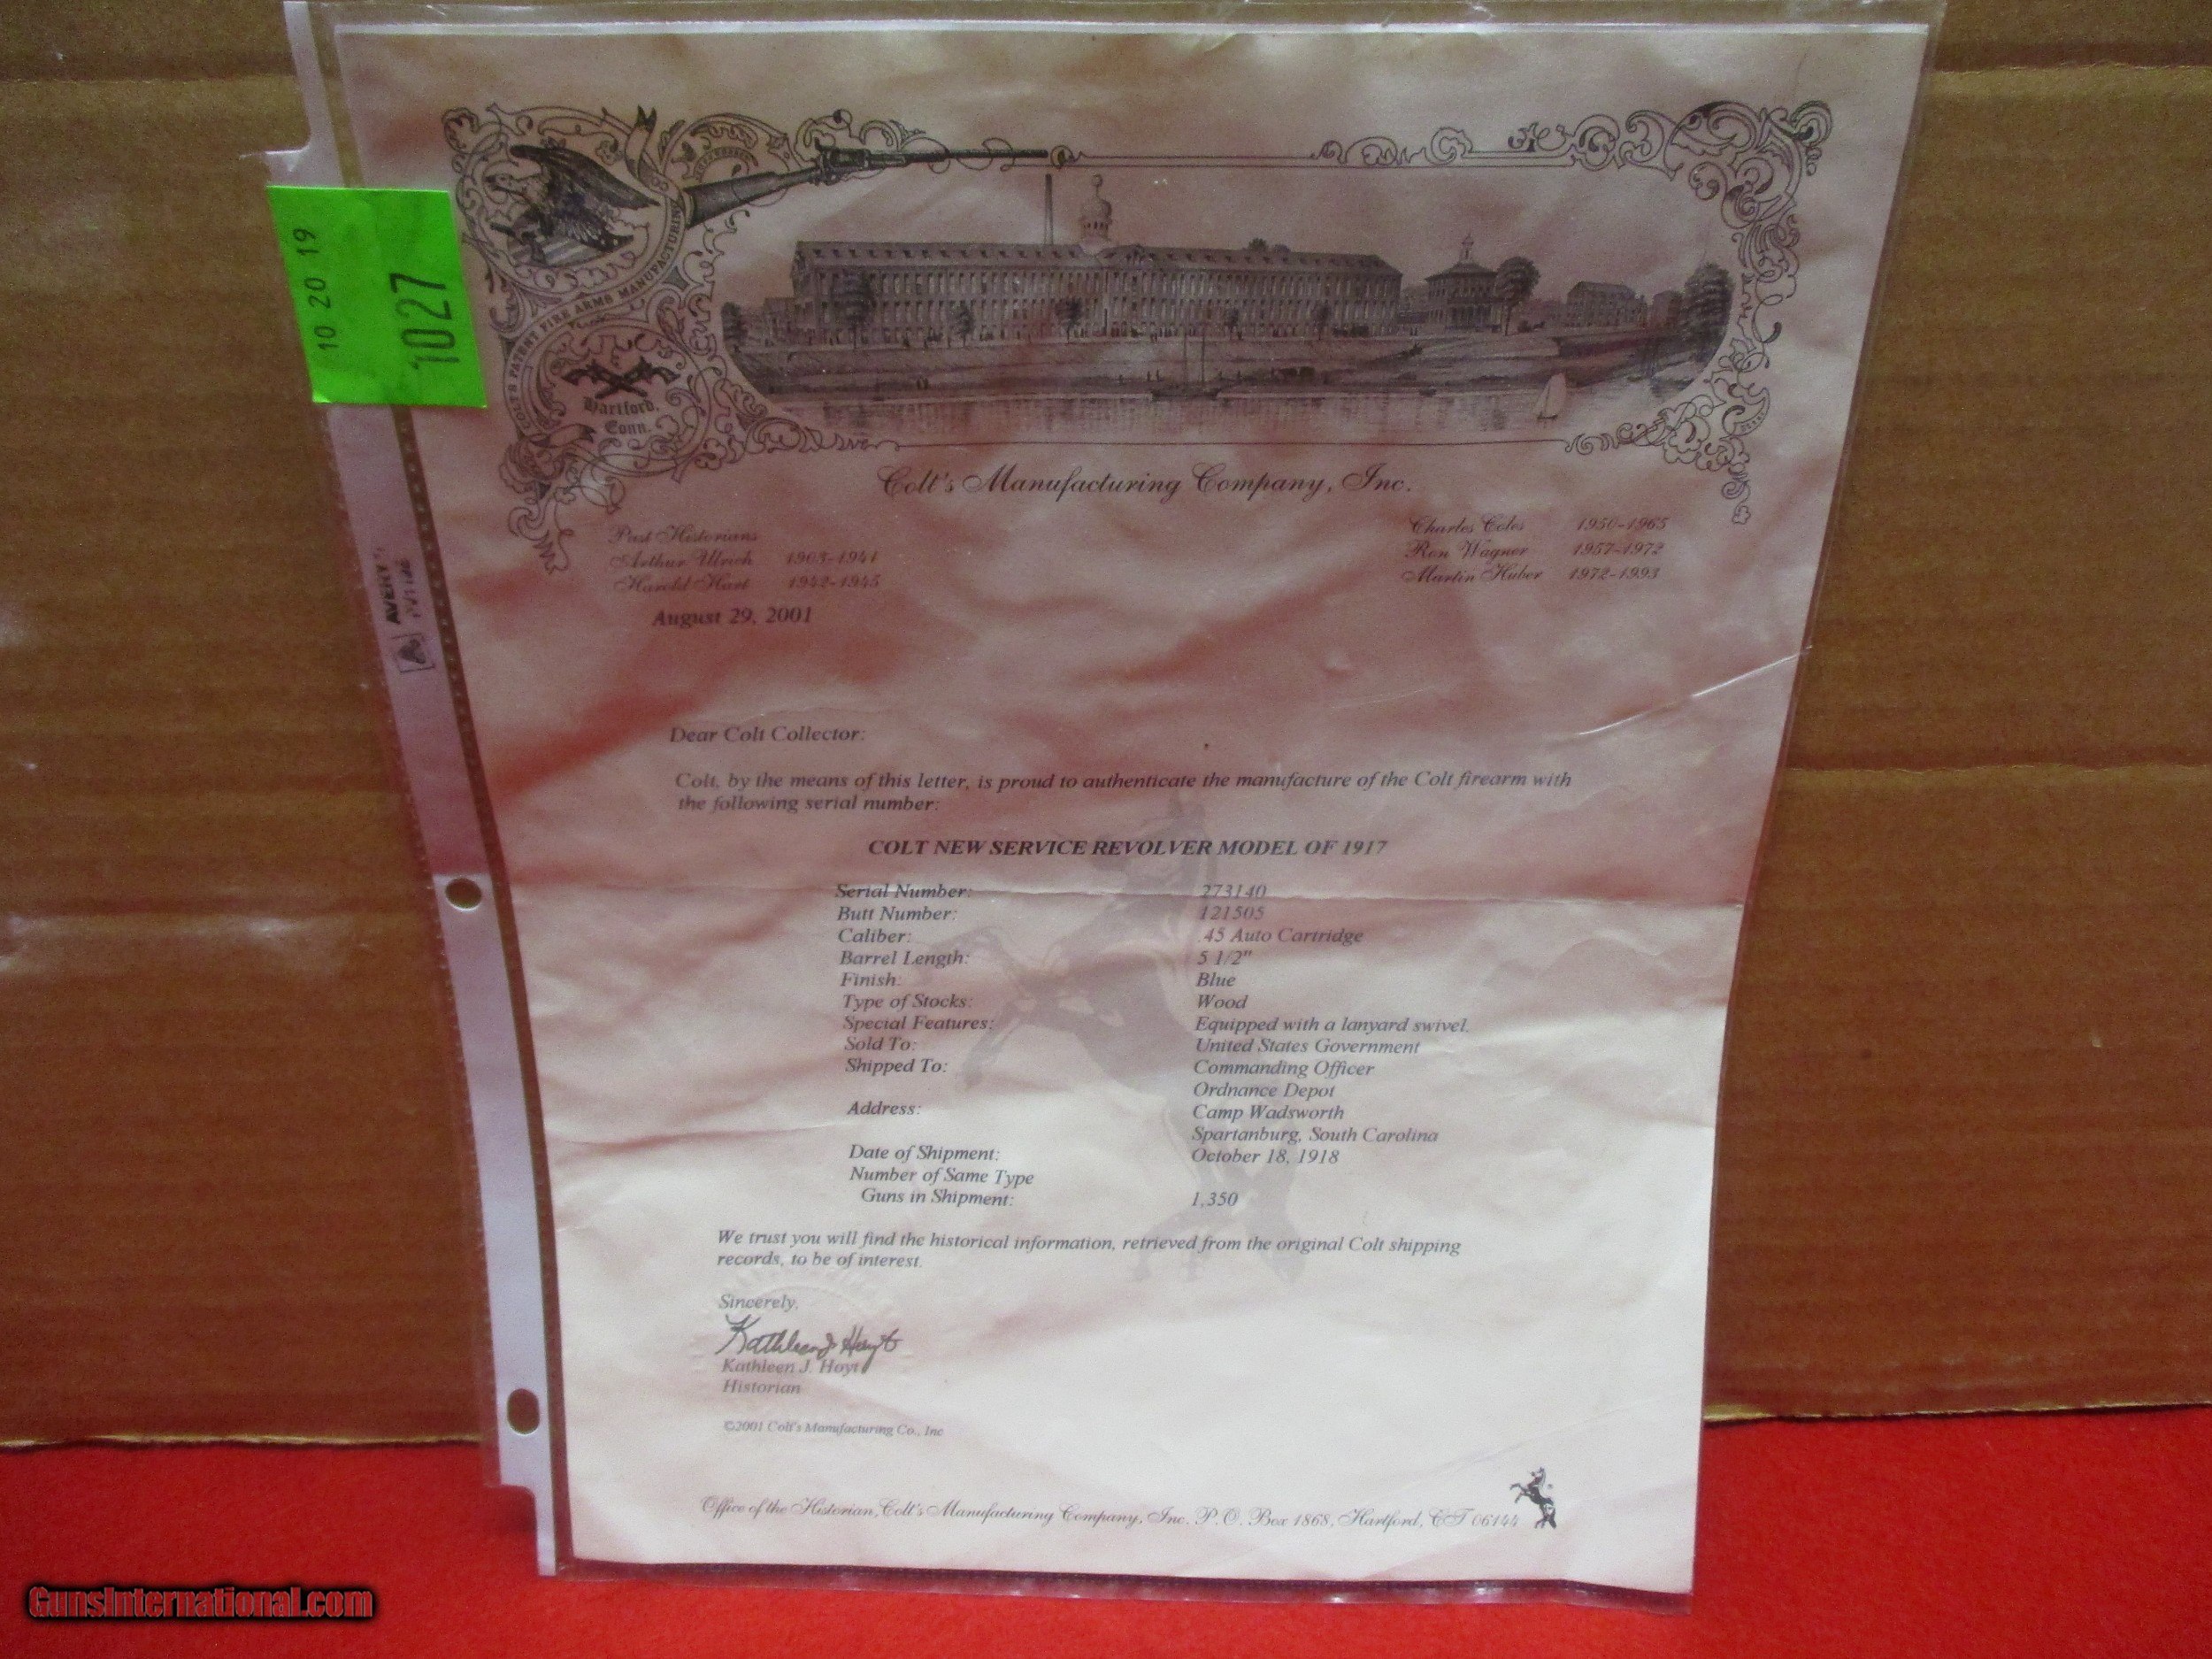 COLT'S PATENT FIRE ARMS MANUFACTURING
Hartford,
Conn.
10 20 19
1027
AVERY
Colt's Manufacturing Company, Inc.
Past Historians
Arthur Ulrich 1903-1941
Harold Hart 1942-1945
Charles Coles 1950-1965
Ron Wagner 1957-1972
Martin Huber 1972-1993
August 29, 2001
Dear Colt Collector:
Colt, by the means of this letter, is proud to authenticate the manufacture of the Colt firearm with
the following serial number:
COLT NEW SERVICE REVOLVER MODEL OF 1917
Serial Number: 273140
Butt Number: 121505
Caliber: .45 Auto Cartridge
Barrel Length: 5 1/2"
Finish: Blue
Type of Stocks: Wood
Special Features: Equipped with a lanyard swivel.
Sold To: United States Government
Shipped To: Commanding Officer
Ordnance Depot
Address: Camp Wadsworth
Spartanburg, South Carolina
Date of Shipment: October 18, 1918
Number of Same Type
Guns in Shipment: 1,350
We trust you will find the historical information, retrieved from the original Colt shipping
records, to be of interest.
Sincerely,
Kathleen J Hoyt
Kathleen J. Hoyt
Historian
©2001 Colt's Manufacturing Co., Inc
Office of the Historian, Colt's Manufacturing Company, Inc. P.O. Box 1868, Hartford, CT 06144
GunsInternational.com